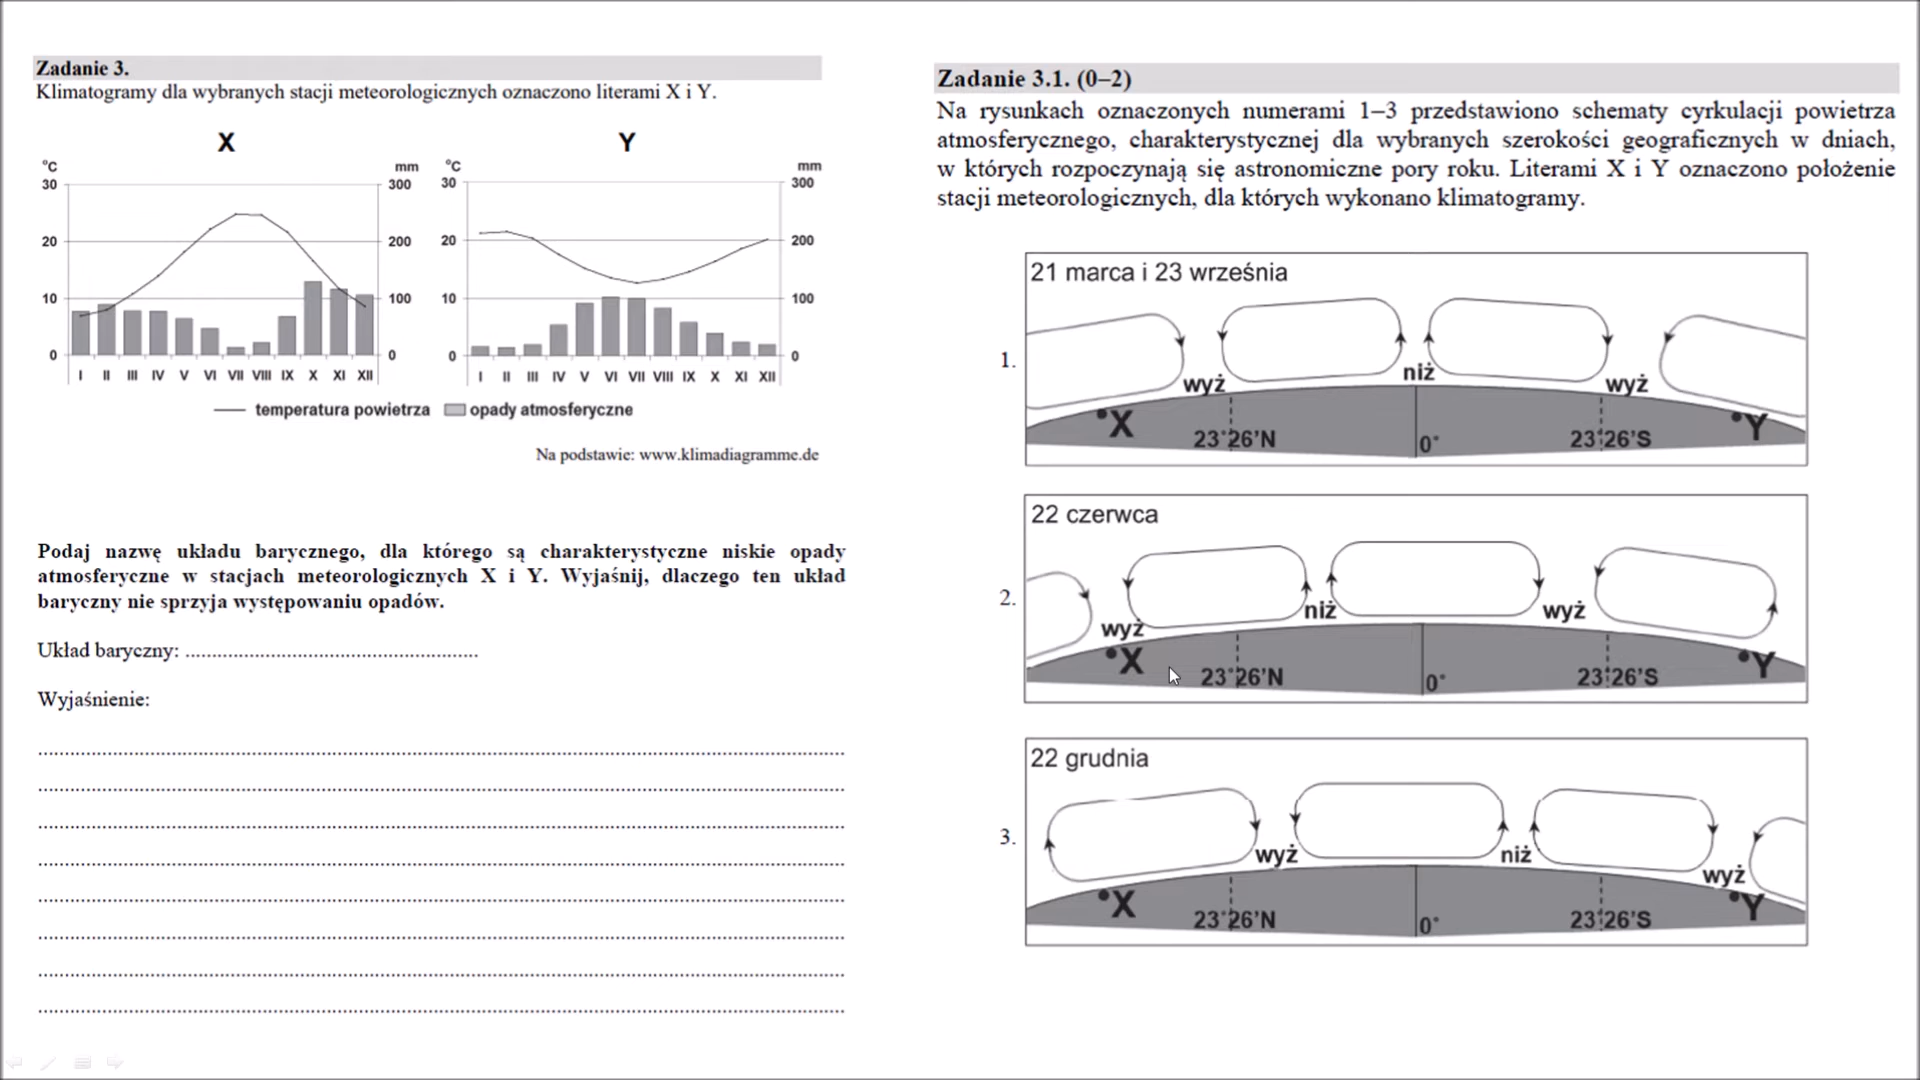 Zadanie 3.
Klimatogramy dla wybranych stacji meteorologicznych oznaczono literami X i Y.
X
°C
mm
30
300
20
200
10
100
0
0
I II III IV V VI VII VIII IX X XI XII
Y
°C
mm
30
300
20
200
10
100
0
0
I II III IV V VI VII VIII IX X XI XII
temperatura powietrza
opady atmosferyczne
Na podstawie: www.klimadiagramme.de
Podaj nazwę układu barycznego, dla którego są charakterystyczne niskie opady
atmosferyczne w stacjach meteorologicznych X i Y. Wyjaśnij, dlaczego ten układ
baryczny nie sprzyja występowaniu opadów.
Układ baryczny: .....................................................
Wyjaśnienie:
Zadanie 3.1. (0–2)
Na rysunkach oznaczonych numerami 1–3 przedstawiono schematy cyrkulacji powietrza
atmosferycznego, charakterystycznej dla wybranych szerokości geograficznych w dniach,
w których rozpoczynają się astronomiczne pory roku. Literami X i Y oznaczono położenie
stacji meteorologicznych, dla których wykonano klimatogramy.
1.
21 marca i 23 września
wyż
niż
wyż
X
23°26'N
0°
23°26'S
Y
2.
22 czerwca
wyż
niż
wyż
X
23°26'N
0°
23°26'S
Y
3.
22 grudnia
wyż
niż
wyż
X
23°26'N
0°
23°26'S
Y